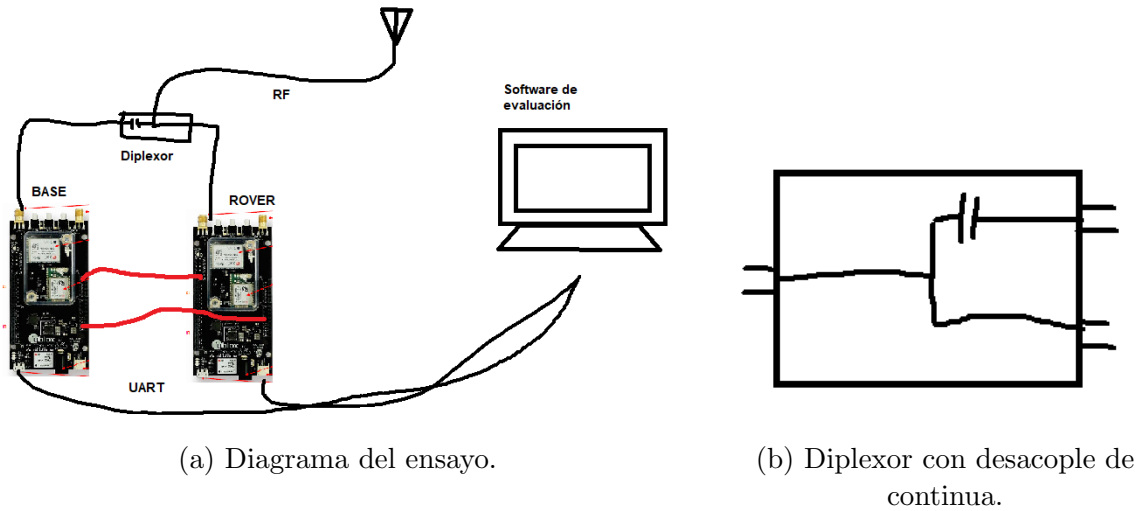 Software de
evaluación
RF
Diplexor
BASE
ROVER
UART
(a) Diagrama del ensayo.
(b) Diplexor con desacople de
continua.